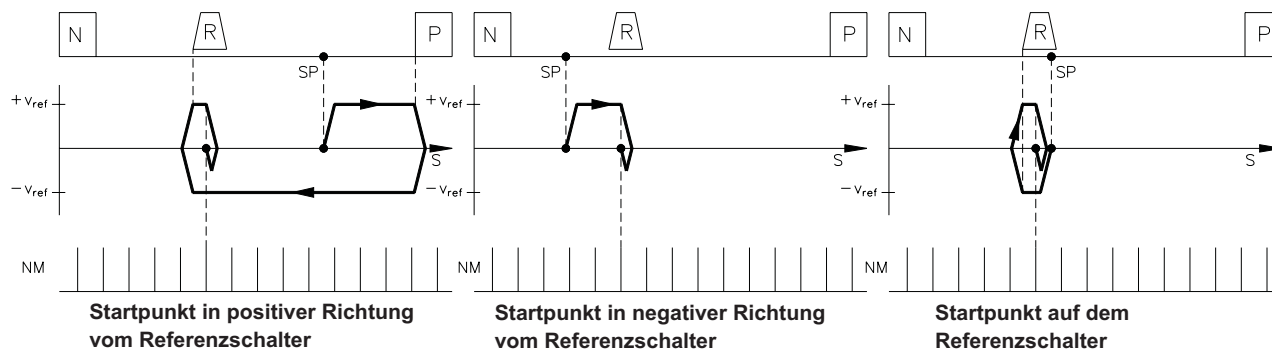 N R P N R P N R P
SP SP SP
+ vref + vref + vref
S S S
− vref − vref − vref
NM NM NM
Startpunkt in positiver Richtung
vom Referenzschalter
Startpunkt in negativer Richtung
vom Referenzschalter
Startpunkt auf dem
Referenzschalter